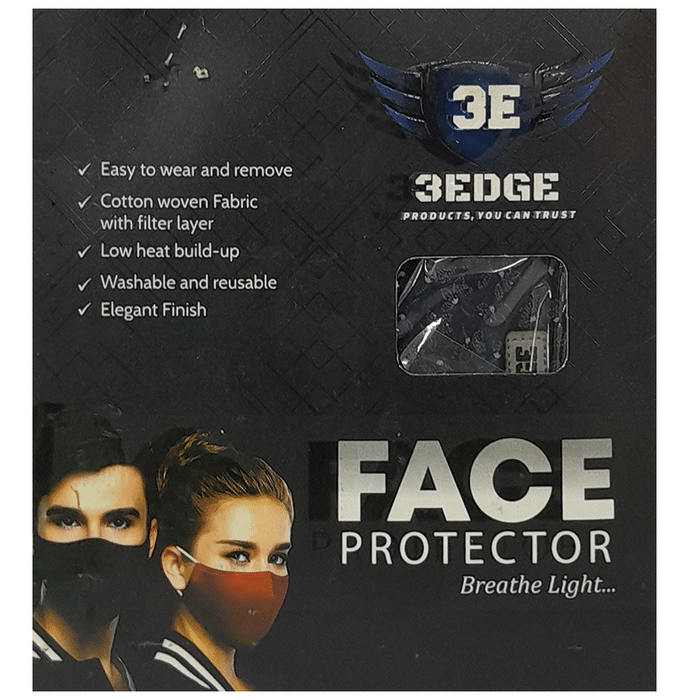 3E
3EDGE
PRODUCTS, YOU CAN TRUST
Easy to wear and remove
Cotton woven Fabric
with filter layer
Low heat build-up
Washable and reusable
Elegant Finish
FACE
PROTECTOR
Breathe Light...